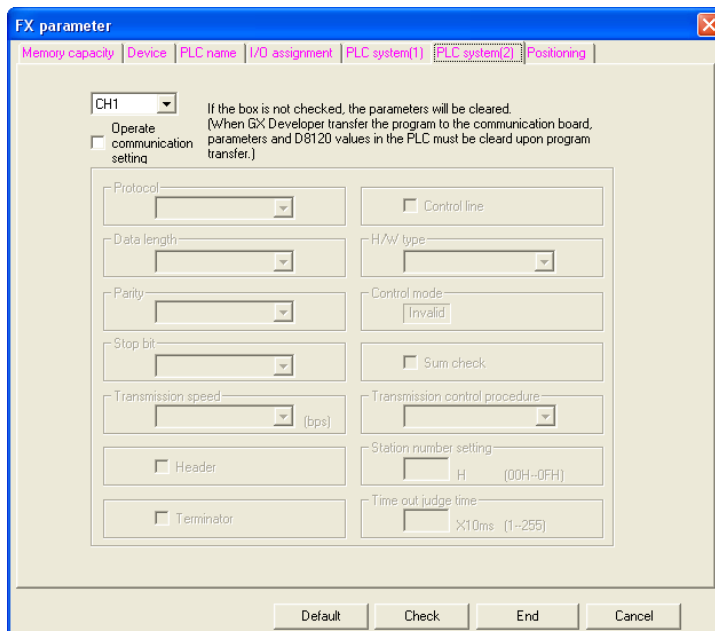 FX parameter
Memory capacity Device PLC name I/O assignment PLC system(1) PLC system(2) Positioning
CH1
If the box is not checked, the parameters will be cleared.
(When GX Developer transfer the program to the communication board,
parameters and D8120 values in the PLC must be cleard upon program
transfer.)
Operate
communication
setting
Protocol
Control line
Data length
H/W type
Parity
Control mode
Invalid
Stop bit
Sum check
Transmission speed
(bps)
Transmission control procedure
Header
Station number setting
H (00H--0FH)
Terminator
Time out judge time
X10ms (1--255)
Default Check End Cancel